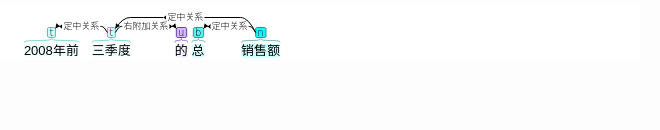 定中关系
定中关系 右附加关系 定中关系
t t u b n
2008年前 三季度 的 总 销售额